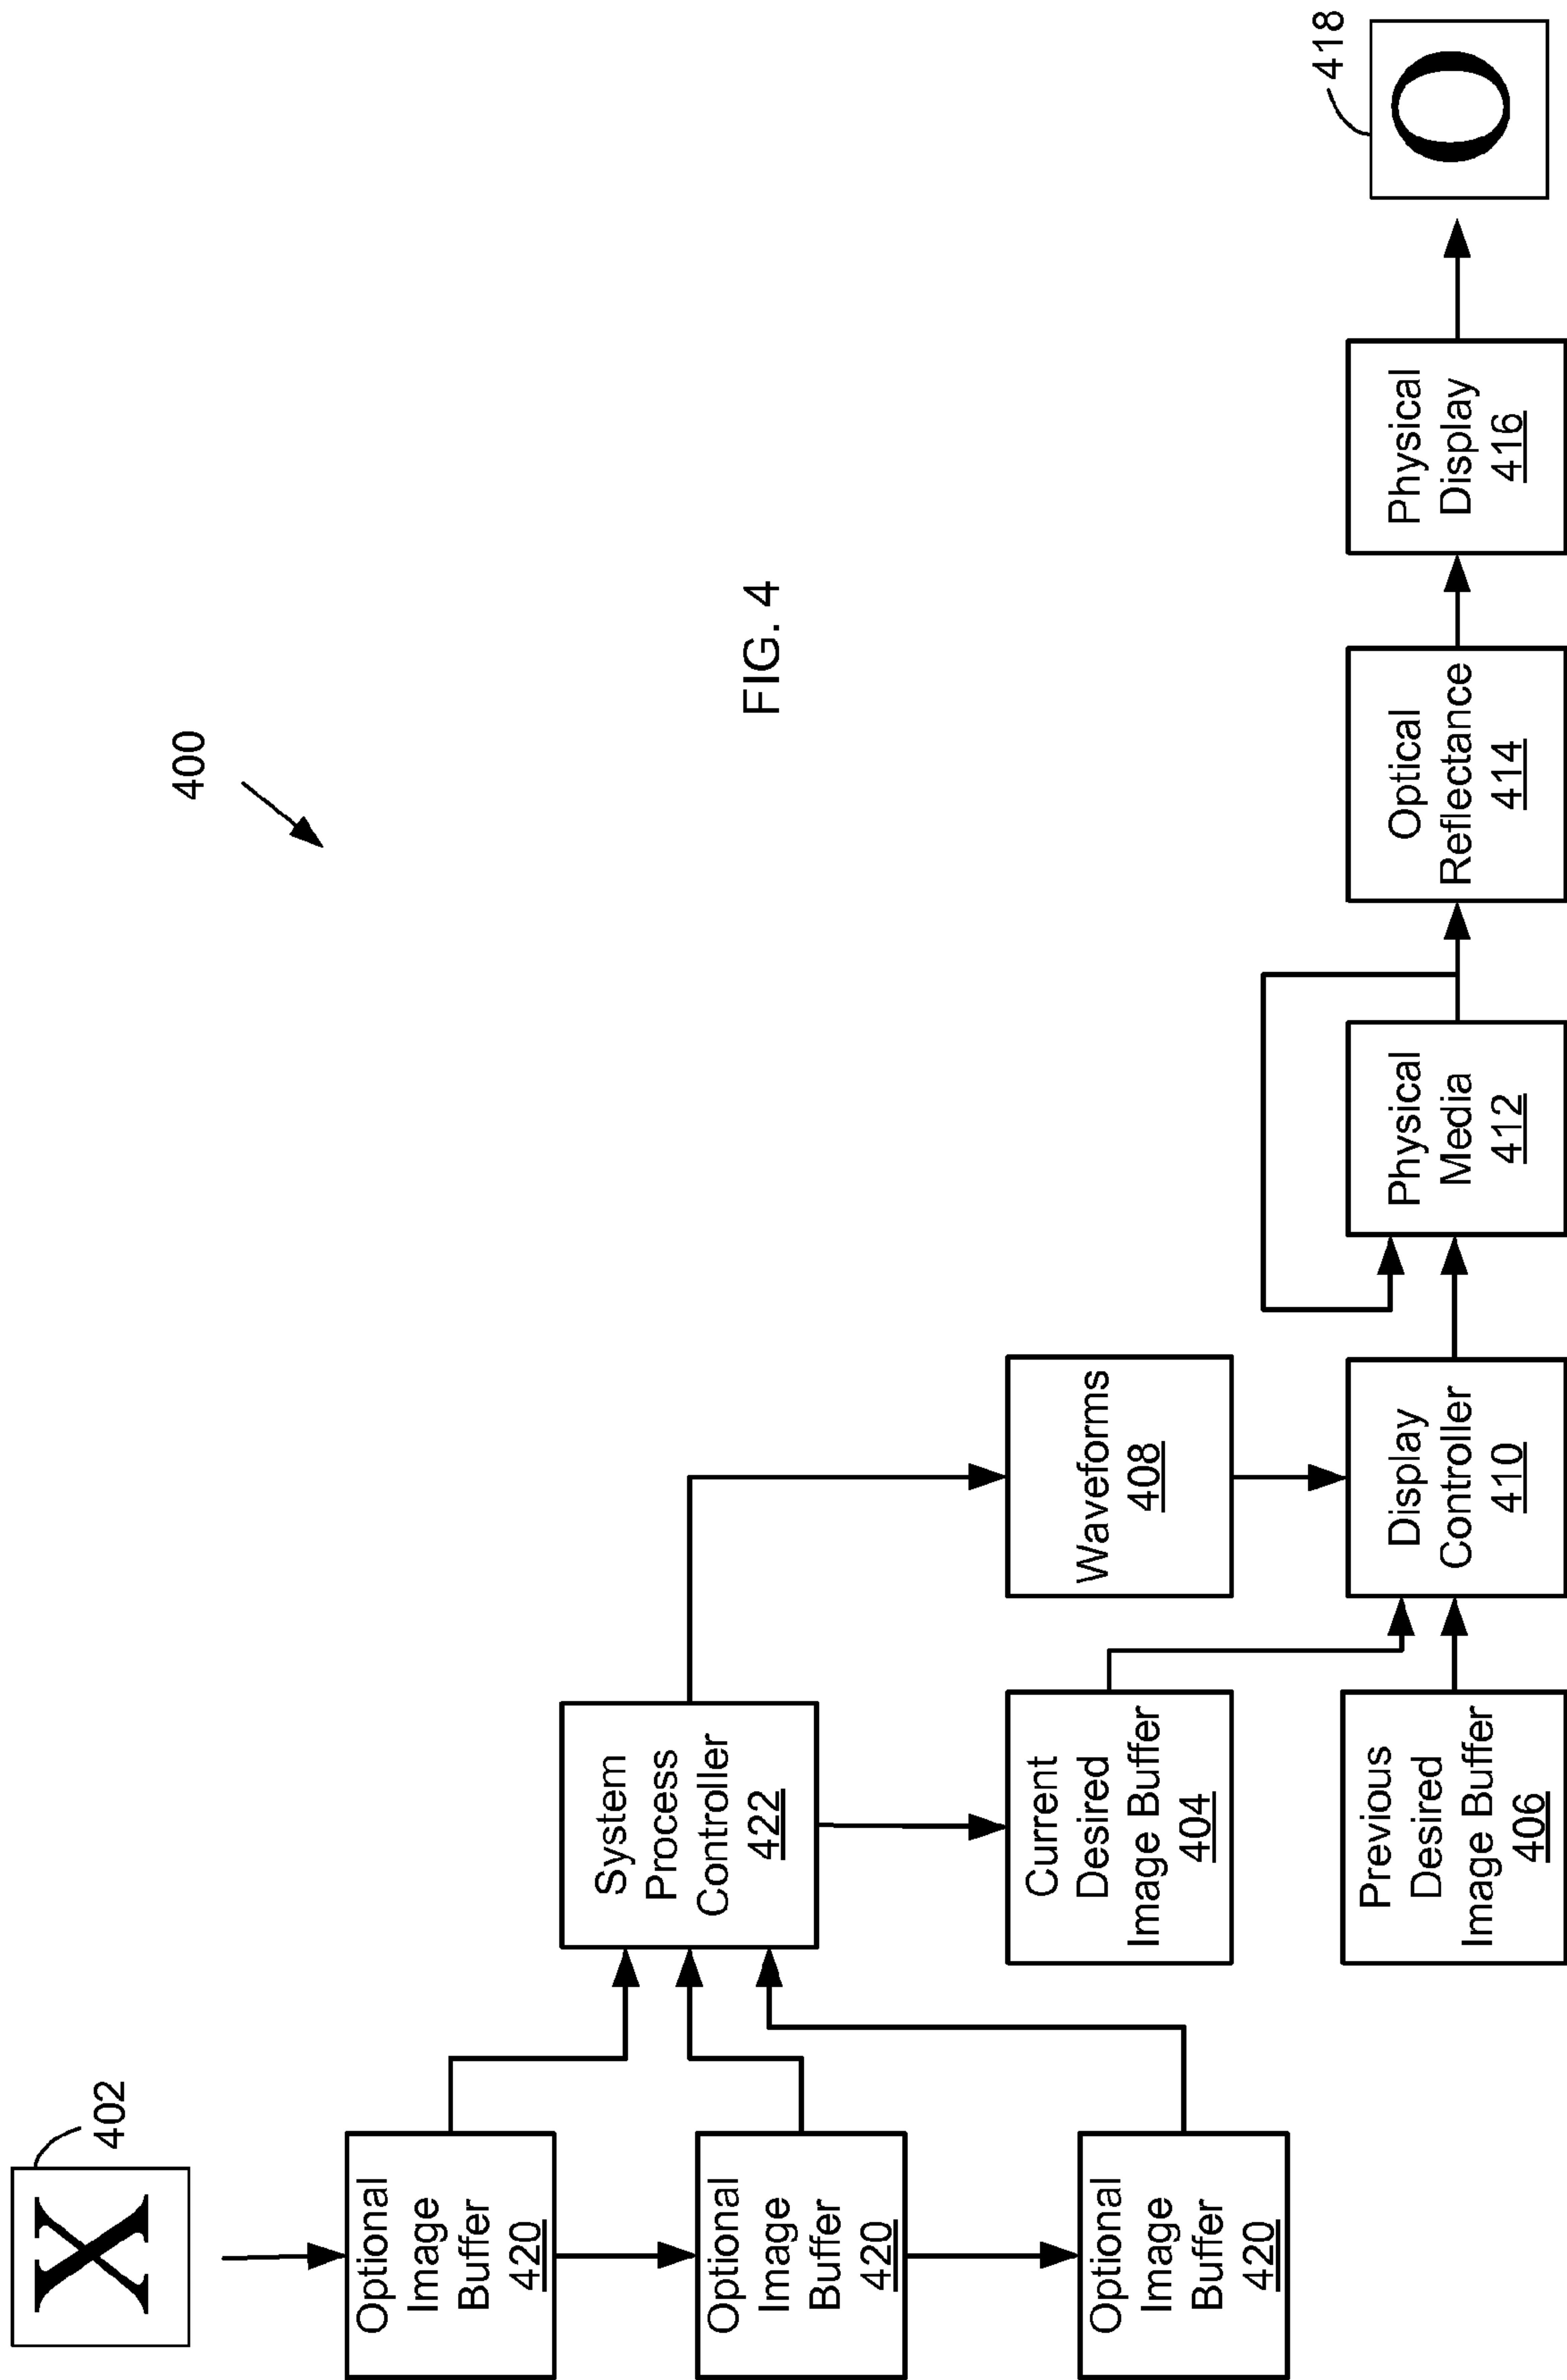 402
X
400
Optional
Image
Buffer
420
Optional
Image
Buffer
420
Optional
Image
Buffer
420
System
Process
Controller
422
FIG. 4
Current
Desired
Image Buffer
404
Waveforms
408
Previous
Desired
Image Buffer
406
Display
Controller
410
Physical
Media
412
Optical
Reflectance
414
Physical
Display
416
418
O